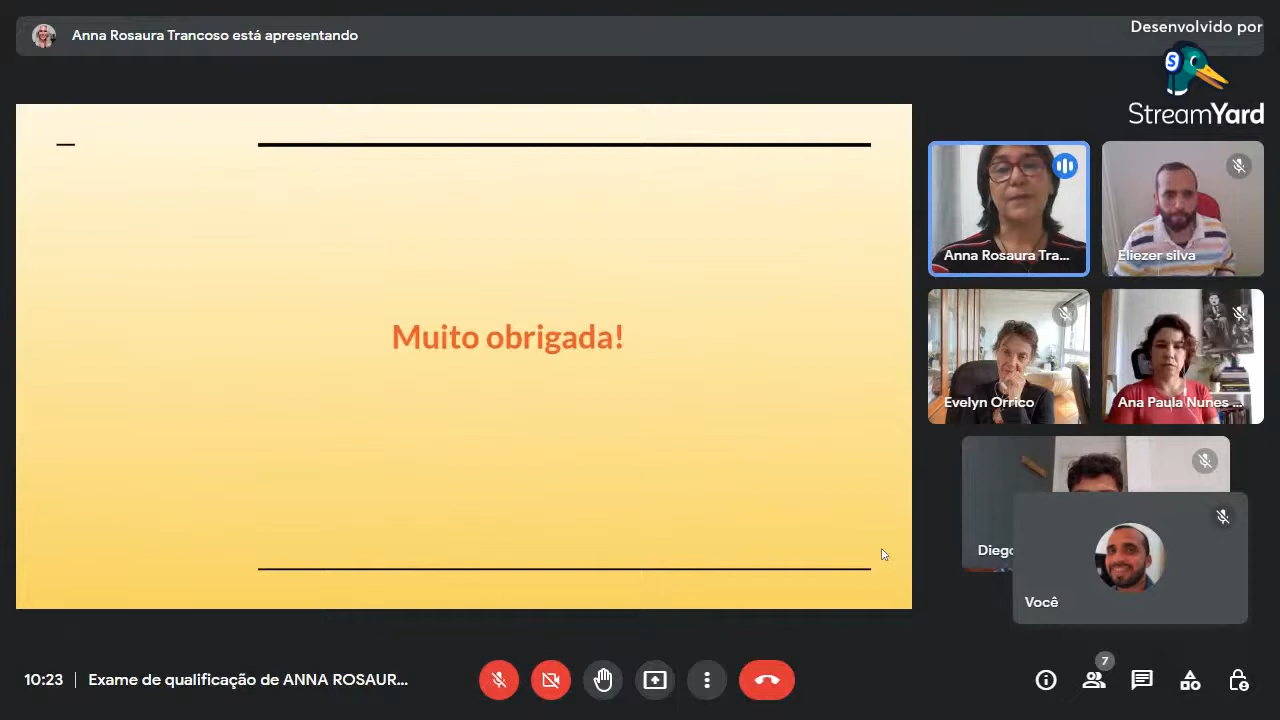 Anna Rosaura Trancoso está apresentando
Desenvolvido por
S
StreamYard
Muito obrigada!
Anna Rosaura Tra...
Eliezer silva
Evelyn Orrico
Ana Paula Nunes ...
Diego
Você
10:23
Exame de qualificação de ANNA ROSAUR...
7